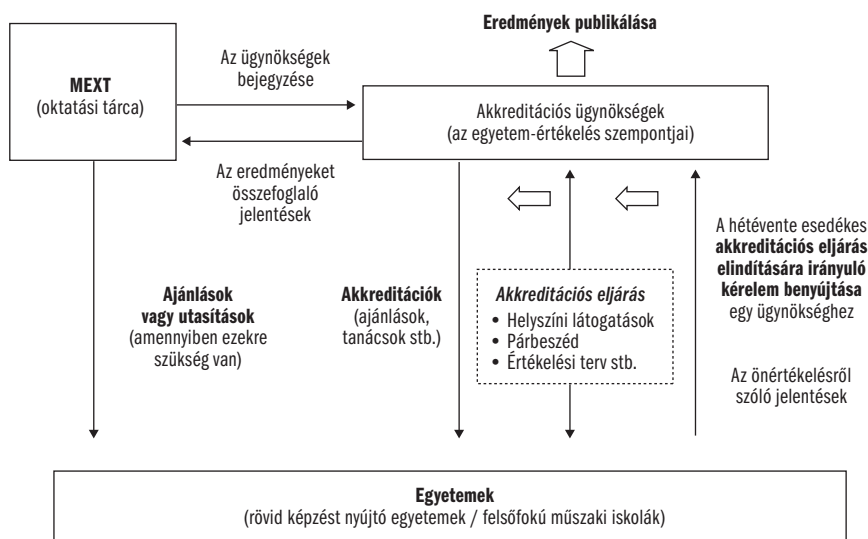 Eredmények publikálása
MEXT
(oktatási tárca)
Az ügynökségek
bejegyzése
Akkreditációs ügynökségek
(az egyetem-értékelés szempontjai)
Az eredményeket
összefoglaló
jelentések
A hétévente esedékes
akkreditációs eljárás
elindítására irányuló
kérelem benyújtása
egy ügynökséghez
Ajánlások
vagy utasítások
(amennyiben ezekre
szükség van)
Akkreditációk
(ajánlások,
tanácsok stb.)
Akkreditációs eljárás
• Helyszíni látogatások
• Párbeszéd
• Értékelési terv stb.
Az önértékelésről
szóló jelentések
Egyetemek
(rövid képzést nyújtó egyetemek / felsőfokú műszaki iskolák)